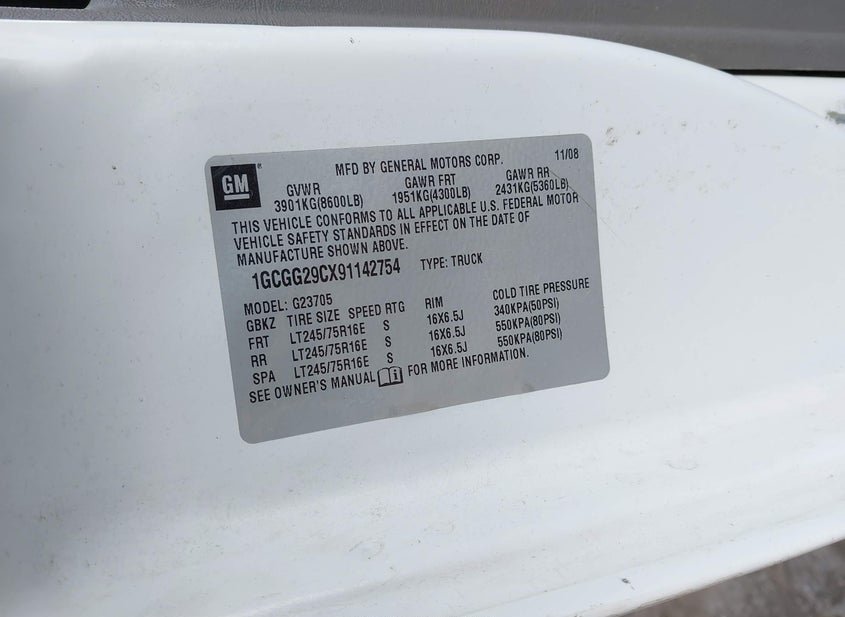 GM
MFD BY GENERAL MOTORS CORP. 11/08
GVWR GAWR FRT GAWR RR
3901KG(8600LB) 1951KG(4300LB) 2431KG(5360LB)
THIS VEHICLE CONFORMS TO ALL APPLICABLE U.S. FEDERAL MOTOR
VEHICLE SAFETY STANDARDS IN EFFECT ON THE DATE OF
MANUFACTURE SHOWN ABOVE.
1GCGG29CX91142754 TYPE: TRUCK
MODEL: G23705
GBKZ TIRE SIZE SPEED RTG RIM COLD TIRE PRESSURE
FRT LT245/75R16E S 16X6.5J 340KPA(50PSI)
RR LT245/75R16E S 16X6.5J 550KPA(80PSI)
SPA LT245/75R16E S 16X6.5J 550KPA(80PSI)
SEE OWNER'S MANUAL i FOR MORE INFORMATION.